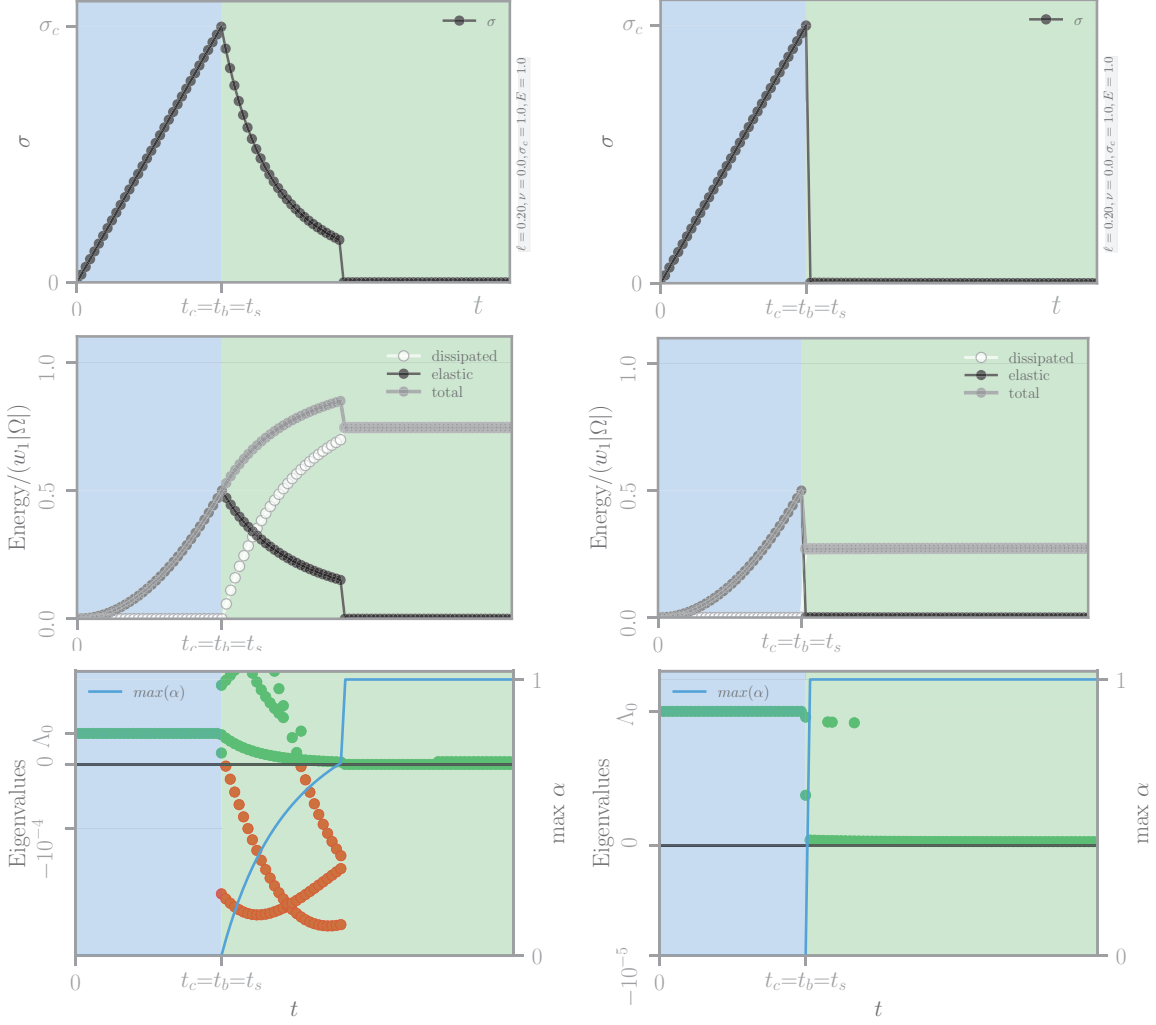 σ_c
σ
0
σ
0
t_c=t_b=t_s
t
ℓ = 0.20, ν = 0.0, σ_c = 1.0, E = 1.0
σ_c
σ
0
σ
0
t_c=t_b=t_s
t
ℓ = 0.20, ν = 0.0, σ_c = 1.0, E = 1.0
Energy/(w_1|Ω|)
1.0
0.5
0.0
dissipated
elastic
total
0
t_c=t_b=t_s
Energy/(w_1|Ω|)
1.0
0.5
0.0
dissipated
elastic
total
0
t_c=t_b=t_s
Eigenvalues
Λ_0
0
−10^{−4}
max(α)
1
0
max α
0
t_c=t_b=t_s
t
Eigenvalues
Λ_0
0
−10^{−5}
max(α)
1
0
max α
0
t_c=t_b=t_s
t